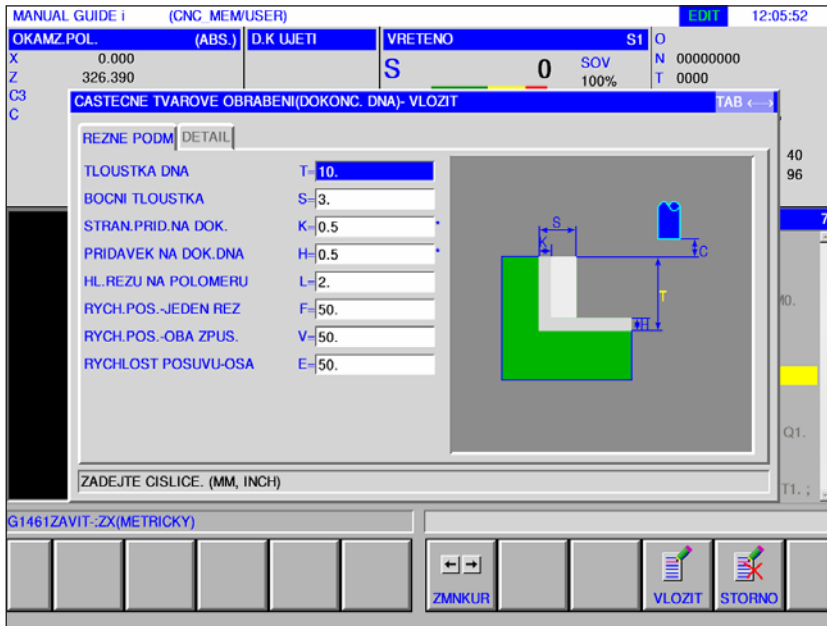 MANUAL GUIDE i (CNC_MEM/USER) EDIT 12:05:52
OKAMZ.POL. (ABS.) D.K UJETI VRETENO S1 O
X 0.000 N 00000000
Z 326.390 S 0 SOV 100% T 0000
C3
C
CASTECNE TVAROVE OBRABENI(DOKONC. DNA)- VLOZIT TAB ←→
REZNE PODM DETAIL
40
96
TLOUSTKA DNA T=10.
BOCNI TLOUSTKA S=3.
STRAN.PRID.NA DOK. K=0.5 *
PRIDAVEK NA DOK.DNA H=0.5 *
HL.REZU NA POLOMERU L=2.
RYCH.POS.-JEDEN REZ F=50.
RYCH.POS.-OBA ZPUS. V=50.
RYCHLOST POSUVU-OSA E=50.
S
K
C
T
H
7
Q1.
T1. ;
ZADEJTE CISLICE. (MM, INCH)
G1461ZAVIT-:ZX(METRICKY)
ZMNKUR VLOZIT STORNO